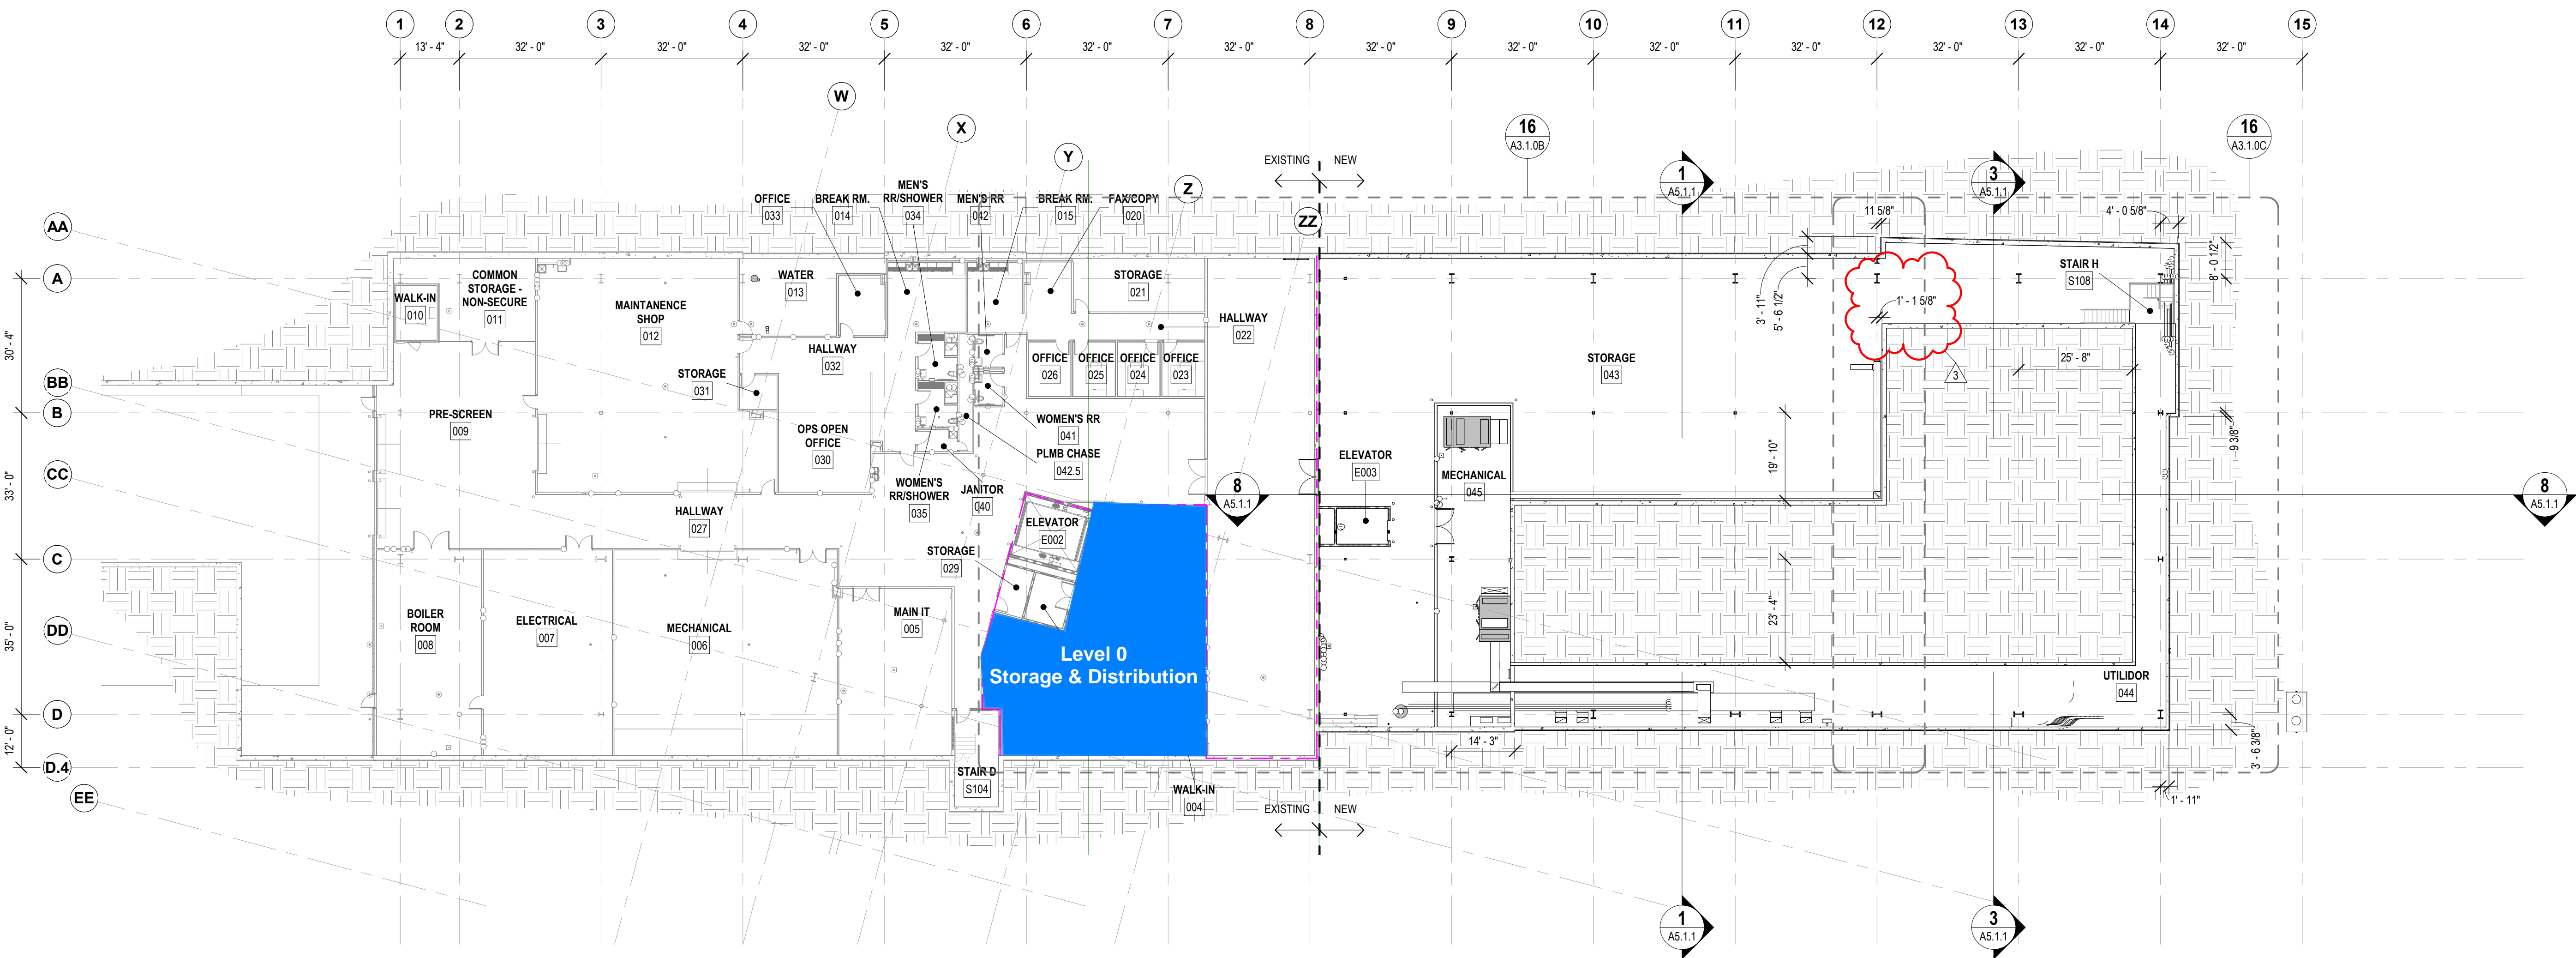 1 2 3 4 5 6 7 8 9 10 11 12 13 14 15
13' - 4" 32' - 0" 32' - 0" 32' - 0" 32' - 0" 32' - 0" 32' - 0" 32' - 0" 32' - 0" 32' - 0" 32' - 0" 32' - 0" 32' - 0" 32' - 0"
W
X
Y
Z
ZZ
EXISTING NEW
16
A3.1.0B
16
A3.1.0C
1
A5.1.1
3
A5.1.1
AA
A
BB
B
CC
C
DD
D
D.4
EE
30' - 4"
33' - 0"
35' - 0"
12' - 0"
OFFICE
033
BREAK RM.
014
MEN'S
RR/SHOWER
034
MEN'S RR
042
BREAK RM.
015
FAX/COPY
020
WALK-IN
010
COMMON
STORAGE -
NON-SECURE
011
MAINTANENCE
SHOP
012
WATER
013
STORAGE
021
HALLWAY
022
HALLWAY
032
STORAGE
031
OFFICE
026
OFFICE
025
OFFICE
024
OFFICE
023
PRE-SCREEN
009
OPS OPEN
OFFICE
030
WOMEN'S RR
041
PLMB CHASE
042.5
WOMEN'S
RR/SHOWER
035
JANITOR
040
HALLWAY
027
ELEVATOR
E002
STORAGE
029
8
A5.1.1
BOILER
ROOM
008
ELECTRICAL
007
MECHANICAL
006
MAIN IT
005
Level 0
Storage & Distribution
STAIR D
S104
WALK-IN
004
EXISTING NEW
11 5/8"
4' - 0 5/8"
8' - 0 1/2"
3' - 11"
5' - 6 1/2"
1' - 1 5/8"
STAIR H
S108
STORAGE
043
25' - 8"
3
9 3/8"
19' - 10"
ELEVATOR
E003
MECHANICAL
045
8
A5.1.1
23' - 4"
UTILIDOR
044
14' - 3"
3' - 6 3/8"
1' - 11"
1
A5.1.1
3
A5.1.1